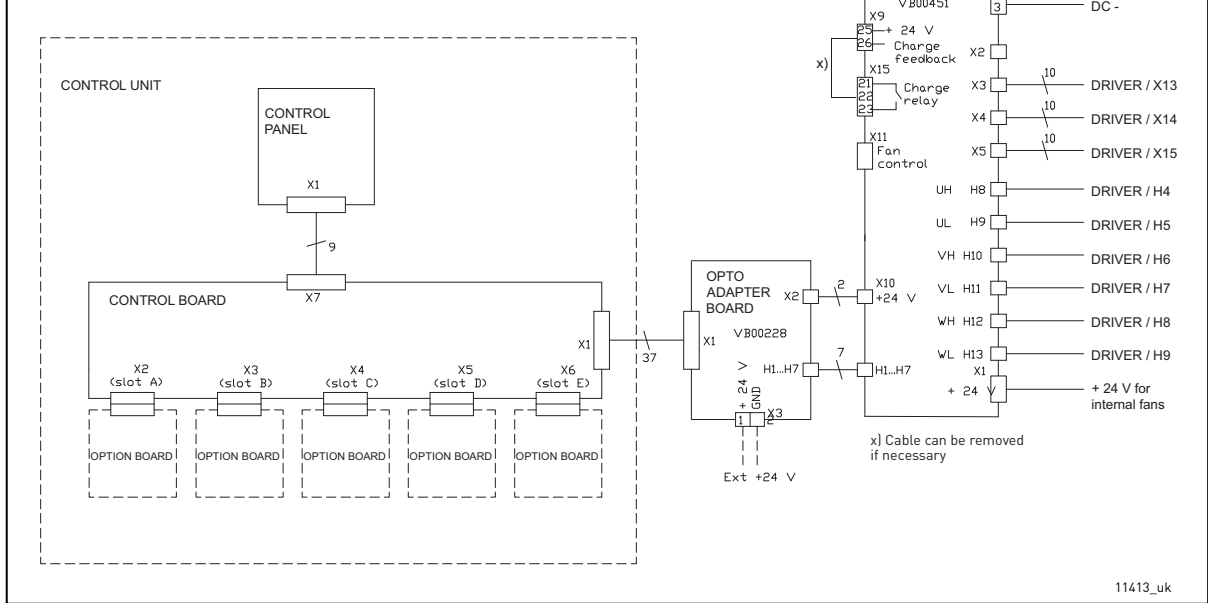 VB00451
3
DC -
X9
25
+ 24 V
26
Charge
feedback
x)
X2
X15
21
22
23
Charge
relay
X3
10
DRIVER / X13
X4
10
DRIVER / X14
X5
10
DRIVER / X15
X11
Fan
control
UH H8
DRIVER / H4
UL H9
DRIVER / H5
VH H10
DRIVER / H6
VL H11
DRIVER / H7
WH H12
DRIVER / H8
WL H13
DRIVER / H9
X1
+ 24 V
+ 24 V for
internal fans
CONTROL UNIT
CONTROL
PANEL
X1
9
X7
CONTROL BOARD
X1
37
X2
(slot A)
X3
(slot B)
X4
(slot C)
X5
(slot D)
X6
(slot E)
OPTION BOARD
OPTION BOARD
OPTION BOARD
OPTION BOARD
OPTION BOARD
OPTO
ADAPTER
BOARD
VB00228
X1
X2
2
X10
+24 V
H1...H7
7
H1...H7
+ 24 V
GND
X3
1
2
Ext +24 V
x) Cable can be removed
if necessary
11413_uk